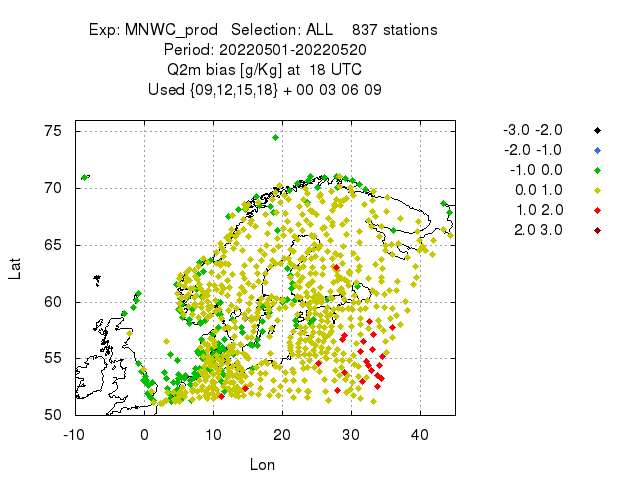 Exp: MNWC_prod   Selection: ALL    837 stations
Period: 20220501-20220520
Q2m bias [g/Kg] at  18 UTC
Used {09,12,15,18} + 00 03 06 09
-3.0 -2.0
-2.0 -1.0
-1.0 0.0
0.0 1.0
1.0 2.0
2.0 3.0
75
70
65
60
55
50
Lat
-10 0 10 20 30 40
Lon